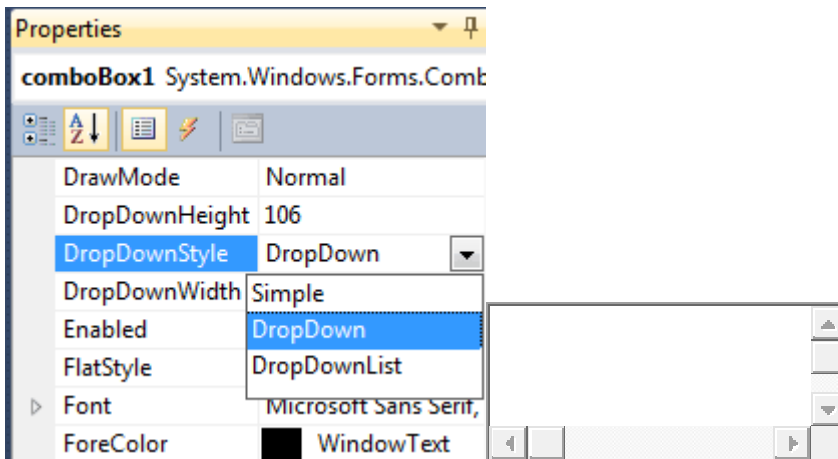 Properties
comboBox1 System.Windows.Forms.Comb
A
Z
DrawMode Normal
DropDownHeight 106
DropDownStyle DropDown
DropDownWidth Simple
Enabled DropDown
FlatStyle DropDownList
Font Microsoft Sans Serif,
ForeColor WindowText